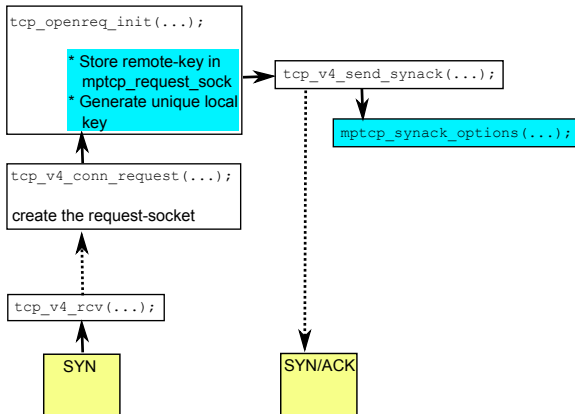 tcp_openreq_init(...);
* Store remote-key in
mptcp_request_sock
* Generate unique local
key
tcp_v4_send_synack(...);
mptcp_synack_options(...);
tcp_v4_conn_request(...);
create the request-socket
tcp_v4_rcv(...);
SYN
SYN/ACK